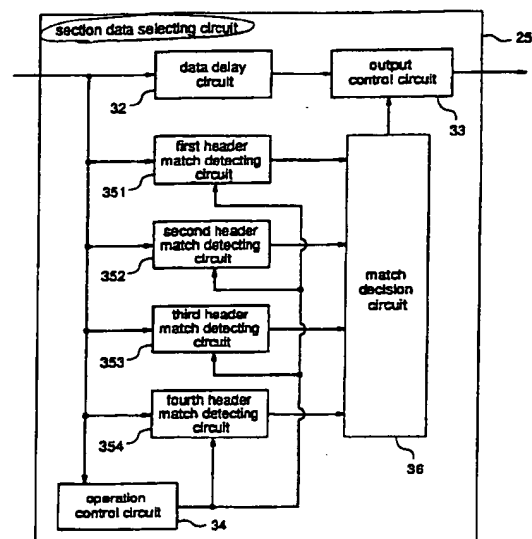 section data selecting circuit
25
data delay
circuit
32
output
control circuit
33
first header
match detecting
circuit
351
second header
match detecting
circuit
352
match
decision
circuit
third header
match detecting
circuit
353
fourth header
match detecting
circuit
354
36
operation
control circuit
34